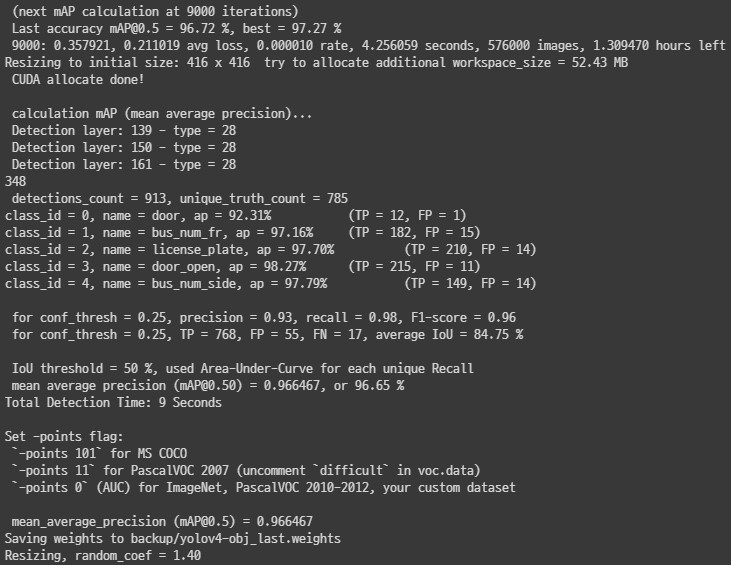 (next mAP calculation at 9000 iterations)
Last accuracy mAP@0.5 = 96.72 %, best = 97.27 %
9000: 0.357921, 0.211019 avg loss, 0.000010 rate, 4.256059 seconds, 576000 images, 1.309470 hours left
Resizing to initial size: 416 x 416  try to allocate additional workspace_size = 52.43 MB
CUDA allocate done!
calculation mAP (mean average precision)...
Detection layer: 139 - type = 28
Detection layer: 150 - type = 28
Detection layer: 161 - type = 28
348
detections_count = 913, unique_truth_count = 785
class_id = 0, name = door, ap = 92.31% (TP = 12, FP = 1)
class_id = 1, name = bus_num_fr, ap = 97.16% (TP = 182, FP = 15)
class_id = 2, name = license_plate, ap = 97.70% (TP = 210, FP = 14)
class_id = 3, name = door_open, ap = 98.27% (TP = 215, FP = 11)
class_id = 4, name = bus_num_side, ap = 97.79% (TP = 149, FP = 14)
for conf_thresh = 0.25, precision = 0.93, recall = 0.98, F1-score = 0.96
for conf_thresh = 0.25, TP = 768, FP = 55, FN = 17, average IoU = 84.75 %
IoU threshold = 50 %, used Area-Under-Curve for each unique Recall
mean average precision (mAP@0.50) = 0.966467, or 96.65 %
Total Detection Time: 9 Seconds
Set -points flag:
`-points 101` for MS COCO
`-points 11` for PascalVOC 2007 (uncomment `difficult` in voc.data)
`-points 0` (AUC) for ImageNet, PascalVOC 2010-2012, your custom dataset
mean_average_precision (mAP@0.5) = 0.966467
Saving weights to backup/yolov4-obj_last.weights
Resizing, random_coef = 1.40